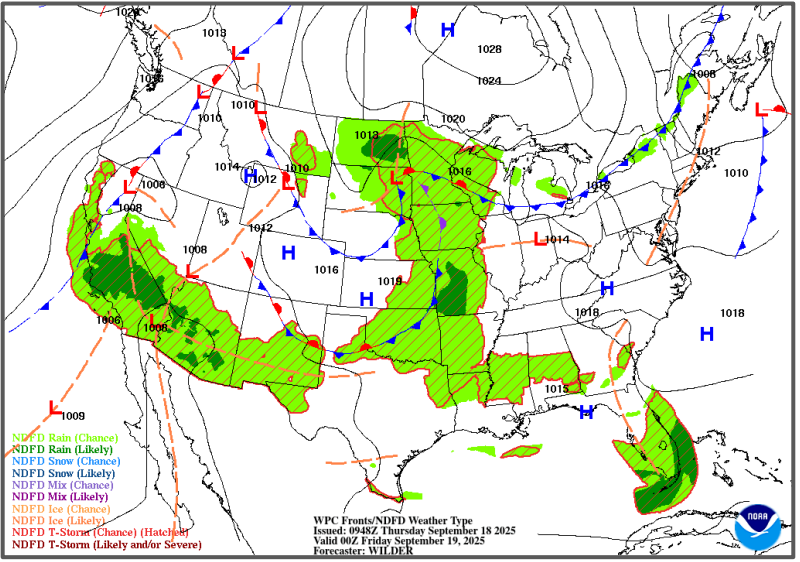 1020
1013
1016
H
1028
1024
L
L
1010
L
1010
1020
1013
1008
L
1012
1010
1014
H
1012
1010
L
L
1016
1016
L
1008
1008
1012
1008
L
H
1016
L
1014
H
1019
H
1018
1018
H
1006
L
1008
1015
H
L
1009
NDFD Rain (Chance)
NDFD Rain (Likely)
NDFD Snow (Chance)
NDFD Snow (Likely)
NDFD Mix (Chance)
NDFD Mix (Likely)
NDFD Ice (Chance)
NDFD Ice (Likely)
NDFD T-Storm (Chance) (Hatched)
NDFD T-Storm (Likely and/or Severe)
WPC Fronts/NDFD Weather Type
Issued: 0948Z Thursday September 18 2025
Valid 00Z Friday September 19, 2025
Forecaster: WILDER
NOAA